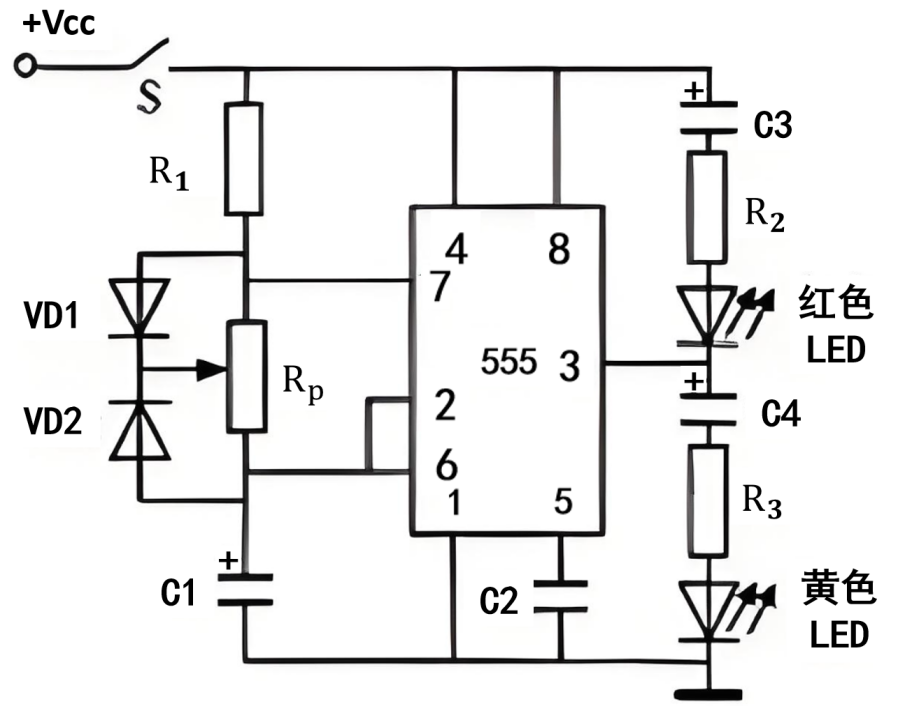 +Vcc
S
R1
VD1
VD2
Rp
4
8
7
555
3
2
6
1
5
+
C3
R2
红色
LED
+
C4
R3
黄色
LED
+
C1
C2